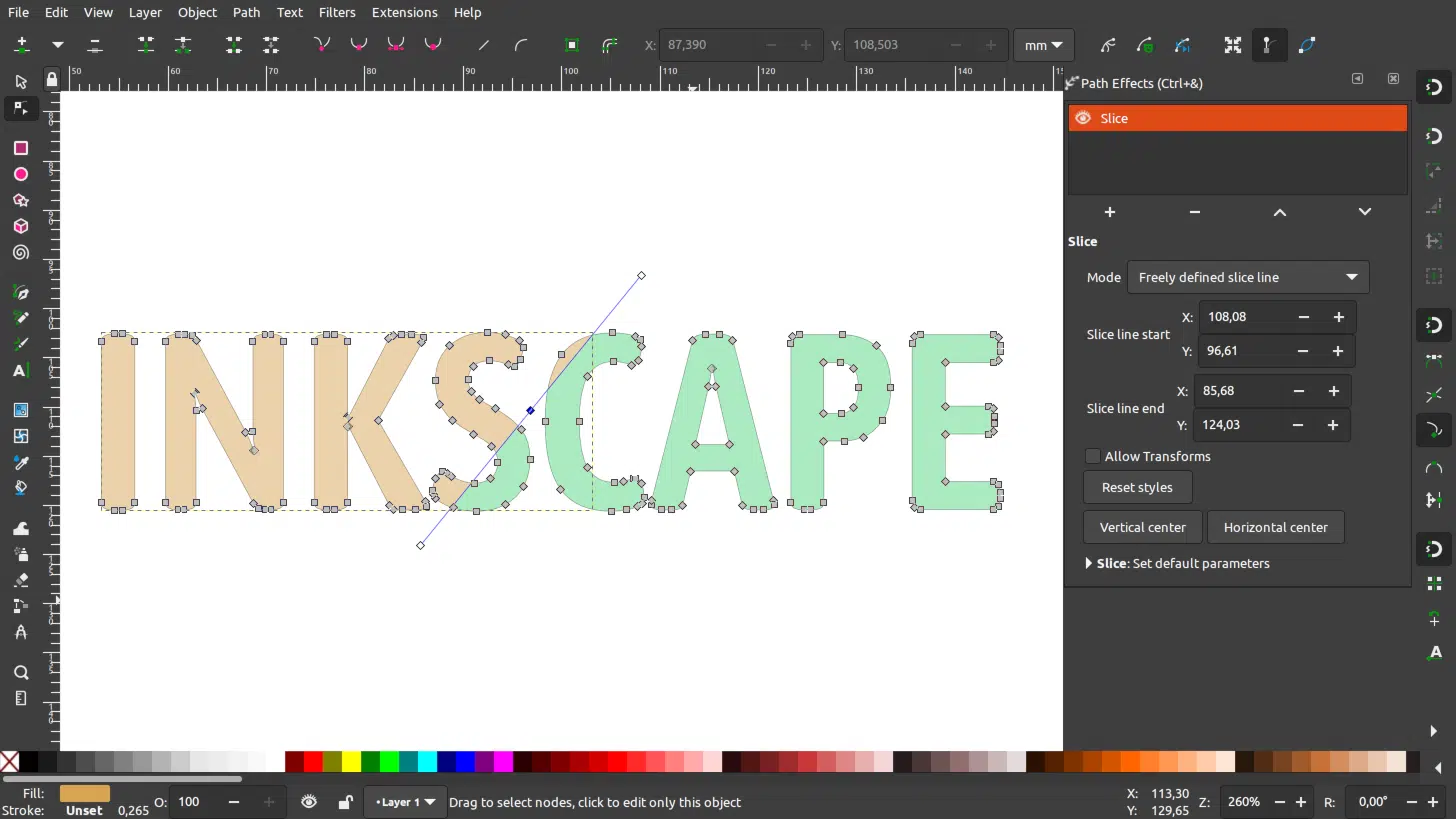 File Edit View Layer Object Path Text Filters Extensions Help
X: 87,390 Y: 108,503 mm
50 60 70 80 90 100 110 120 130 140
Path Effects (Ctrl+&)
Slice
Slice
Mode Freely defined slice line
Slice line start X: 108,08
Y: 96,61
Slice line end X: 85,68
Y: 124,03
Allow Transforms
Reset styles
Vertical center Horizontal center
Slice: Set default parameters
INKSCAPE
Fill:
Stroke: Unset 0,265 O: 100 •Layer 1 Drag to select nodes, click to edit only this object
X: 113,30
Y: 129,65 Z: 260% R: 0,00°